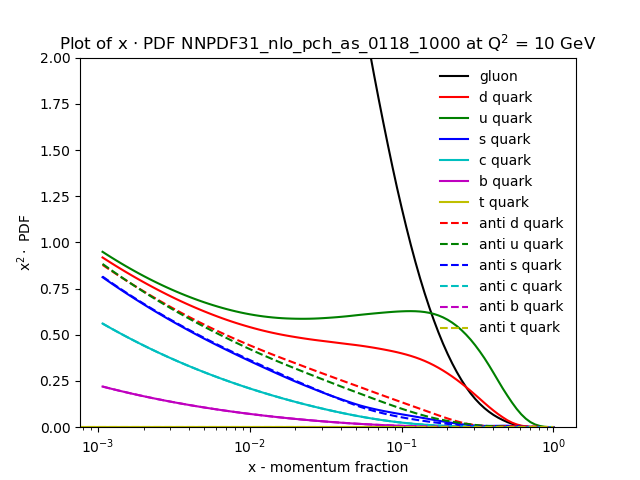 Plot of x · PDF NNPDF31_nlo_pch_as_0118_1000 at Q² = 10 GeV
2.00
1.75
1.50
1.25
1.00
0.75
0.50
0.25
0.00
x² · PDF
10⁻³
10⁻²
10⁻¹
10⁰
x - momentum fraction
gluon
d quark
u quark
s quark
c quark
b quark
t quark
anti d quark
anti u quark
anti s quark
anti c quark
anti b quark
anti t quark